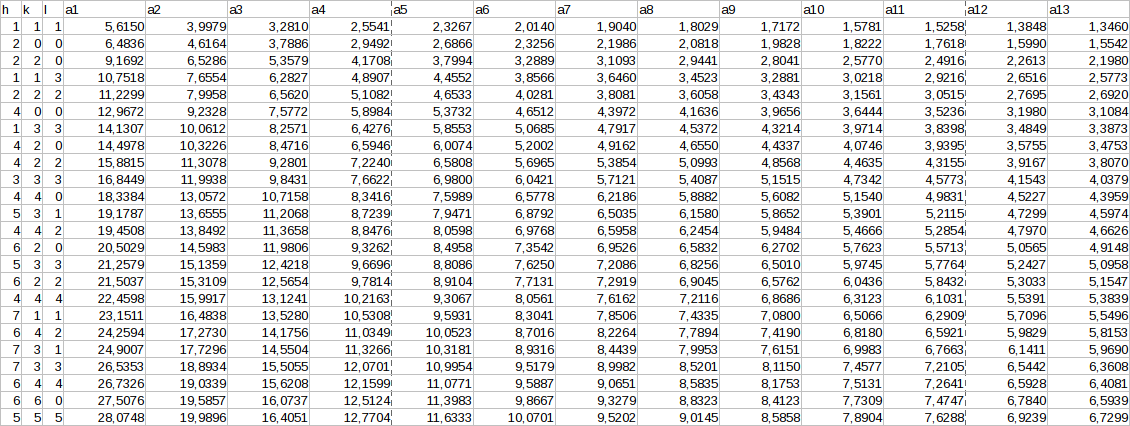 h k l a1 a2 a3 a4 a5 a6 a7 a8 a9 a10 a11 a12 a13
1 1 1 5,6150 3,9979 3,2810 2,5541 2,3267 2,0140 1,9040 1,8029 1,7172 1,5781 1,5258 1,3848 1,3460
2 0 0 6,4836 4,6164 3,7886 2,9492 2,6866 2,3256 2,1986 2,0818 1,9828 1,8222 1,7618 1,5990 1,5542
2 2 0 9,1692 6,5286 5,3579 4,1708 3,7994 3,2889 3,1093 2,9441 2,8041 2,5770 2,4916 2,2613 2,1980
1 1 3 10,7518 7,6554 6,2827 4,8907 4,4552 3,8566 3,6460 3,4523 3,2881 3,0218 2,9216 2,6516 2,5773
2 2 2 11,2299 7,9958 6,5620 5,1082 4,6533 4,0281 3,8081 3,6058 3,4343 3,1561 3,0515 2,7695 2,6920
4 0 0 12,9672 9,2328 7,5772 5,8984 5,3732 4,6512 4,3972 4,1636 3,9656 3,6444 3,5236 3,1980 3,1084
1 3 3 14,1307 10,0612 8,2571 6,4276 5,8553 5,0685 4,7917 4,5372 4,3214 3,9714 3,8398 3,4849 3,3873
4 2 0 14,4978 10,3226 8,4716 6,5946 6,0074 5,2002 4,9162 4,6550 4,4337 4,0746 3,9395 3,5755 3,4753
4 2 2 15,8815 11,3078 9,2801 7,2240 6,5808 5,6965 5,3854 5,0993 4,8568 4,4635 4,3155 3,9167 3,8070
3 3 3 16,8449 11,9938 9,8431 7,6622 6,9800 6,0421 5,7121 5,4087 5,1515 4,7342 4,5773 4,1543 4,0379
4 4 0 18,3384 13,0572 10,7158 8,3416 7,5989 6,5778 6,2186 5,8882 5,6082 5,1540 4,9831 4,5227 4,3959
5 3 1 19,1787 13,6555 11,2068 8,7239 7,9471 6,8792 6,5035 6,1580 5,8652 5,3901 5,2115 4,7299 4,5974
4 4 2 19,4508 13,8492 11,3658 8,8476 8,0598 6,9768 6,5958 6,2454 5,9484 5,4666 5,2854 4,7970 4,6626
6 2 0 20,5029 14,5983 11,9806 9,3262 8,4958 7,3542 6,9526 6,5832 6,2702 5,7623 5,5713 5,0565 4,9148
5 3 3 21,2579 15,1359 12,4218 9,6696 8,8086 7,6250 7,2086 6,8256 6,5010 5,9745 5,7764 5,2427 5,0958
6 2 2 21,5037 15,3109 12,5654 9,7814 8,9104 7,7131 7,2919 6,9045 6,5762 6,0436 5,8432 5,3033 5,1547
4 4 4 22,4598 15,9917 13,1241 10,2163 9,3067 8,0561 7,6162 7,2116 6,8686 6,3123 6,1031 5,5391 5,3839
7 1 1 23,1511 16,4838 13,5280 10,5308 9,5931 8,3041 7,8506 7,4335 7,0800 6,5066 6,2909 5,7096 5,5496
6 4 2 24,2594 17,2730 14,1756 11,0349 10,0523 8,7016 8,2264 7,7894 7,4190 6,8180 6,5921 5,9829 5,8153
7 3 1 24,9007 17,7296 14,5504 11,3266 10,3181 8,9316 8,4439 7,9953 7,6151 6,9983 6,7663 6,1411 5,9690
7 3 3 26,5353 18,8934 15,5055 12,0701 10,9954 9,5179 8,9982 8,5201 8,1150 7,4577 7,2105 6,5442 6,3608
6 4 4 26,7326 19,0339 15,6208 12,1599 11,0771 9,5887 9,0651 8,5835 8,1753 7,5131 7,2641 6,5928 6,4081
6 6 0 27,5076 19,5857 16,0737 12,5124 11,3983 9,8667 9,3279 8,8323 8,4123 7,7309 7,4747 6,7840 6,5939
5 5 5 28,0748 19,9896 16,4051 12,7704 11,6333 10,0701 9,5202 9,0145 8,5858 7,8904 7,6288 6,9239 6,7299